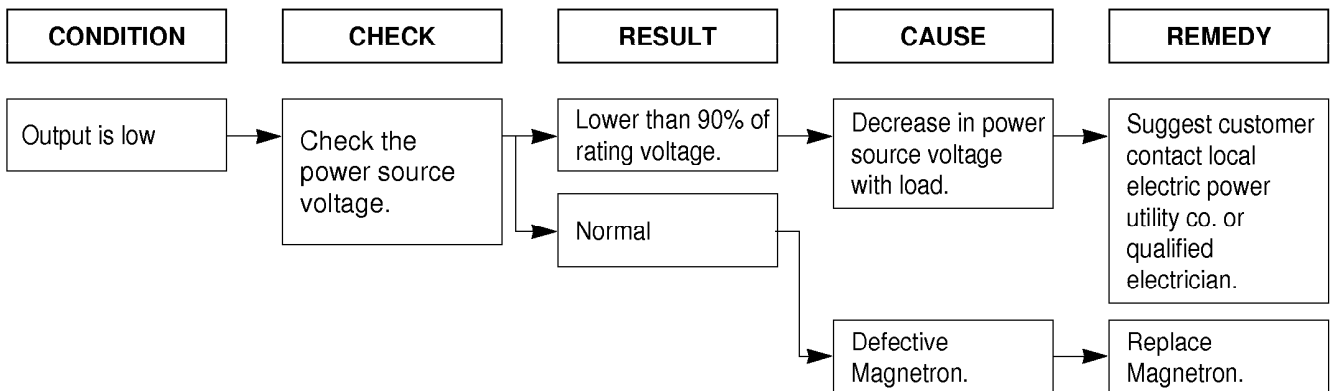 CONDITION
CHECK
RESULT
CAUSE
REMEDY
Output is low
Check the
power source
voltage.
Lower than 90% of
rating voltage.
Decrease in power
source voltage
with load.
Suggest customer
contact local
electric power
utility co. or
qualified
electrician.
Normal
Defective
Magnetron.
Replace
Magnetron.